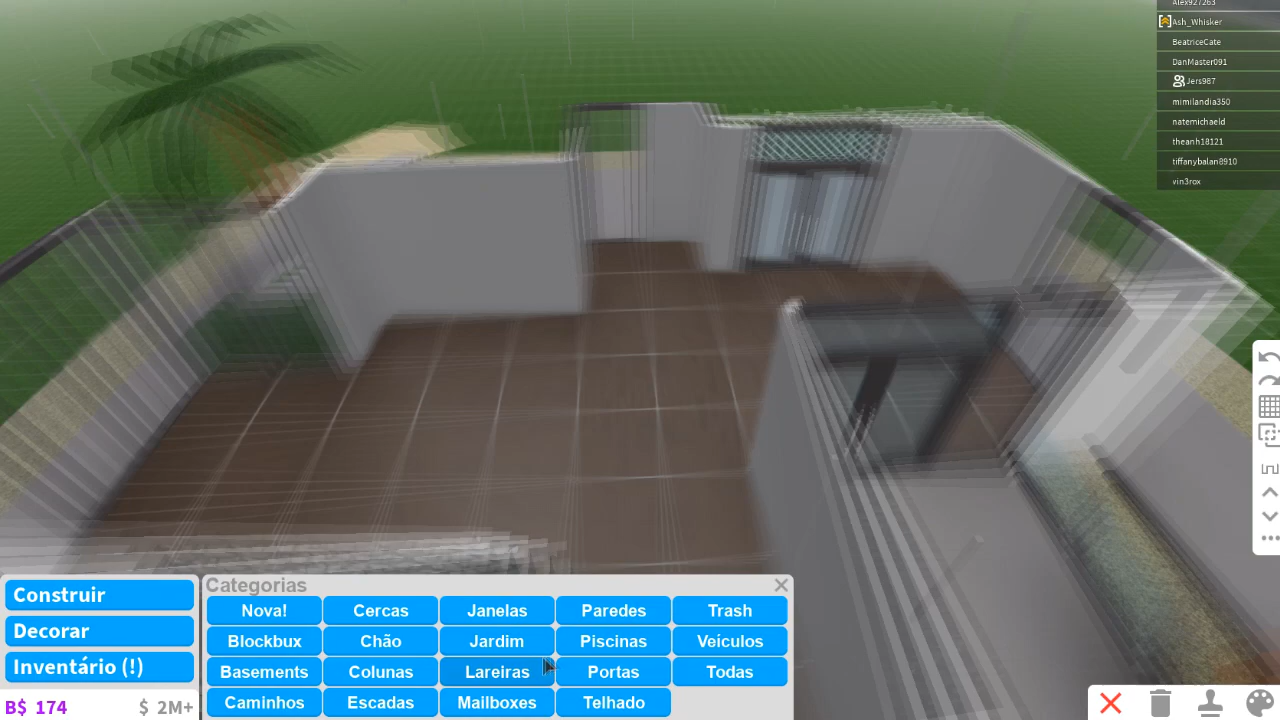 Alex927263
Ash_Whisker
BeatriceCate
DanMaster091
Jers987
mimilandia350
natemichaeld
theanh18121
tiffanybalan8910
vin3rox
Construir
Decorar
Inventário (!)
B$ 174 $ 2M+
Categorias
Nova! Cercas Janelas Paredes Trash
Blockbux Chão Jardim Piscinas Veículos
Basements Colunas Lareiras Portas Todas
Caminhos Escadas Mailboxes Telhado